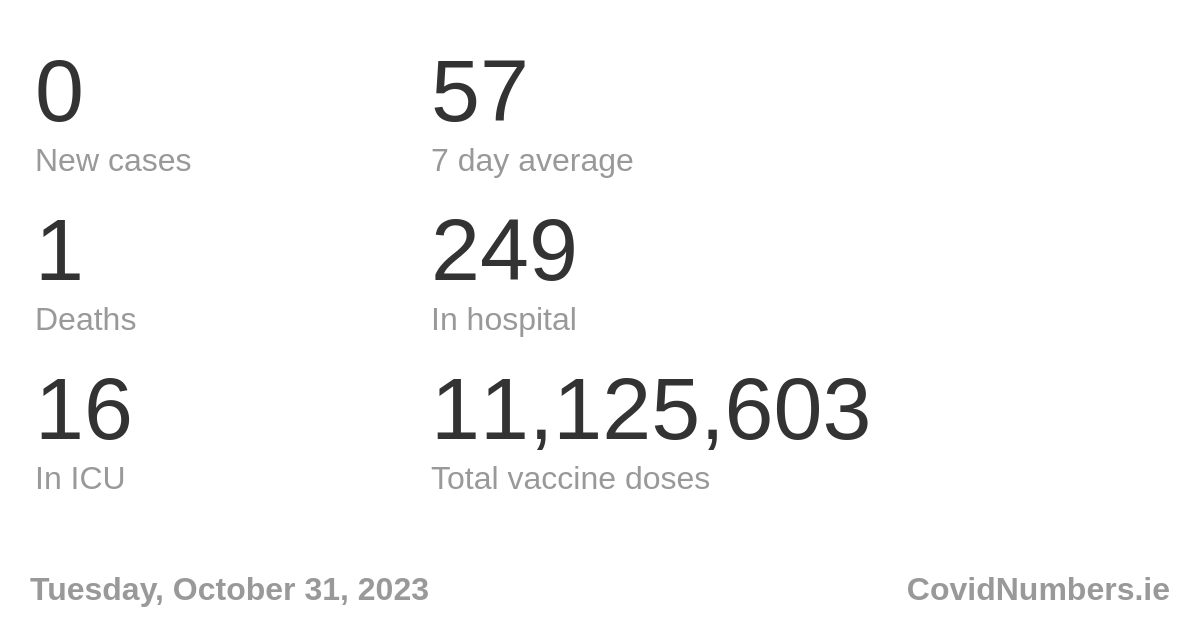 0
57
New cases
7 day average
1
249
Deaths
In hospital
16
11,125,603
In ICU
Total vaccine doses
Tuesday, October 31, 2023
CovidNumbers.ie